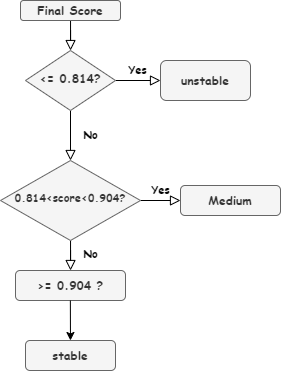 Final Score
<= 0.814?
Yes
unstable
No
0.814<score<0.904?
Yes
Medium
No
>= 0.904 ?
stable